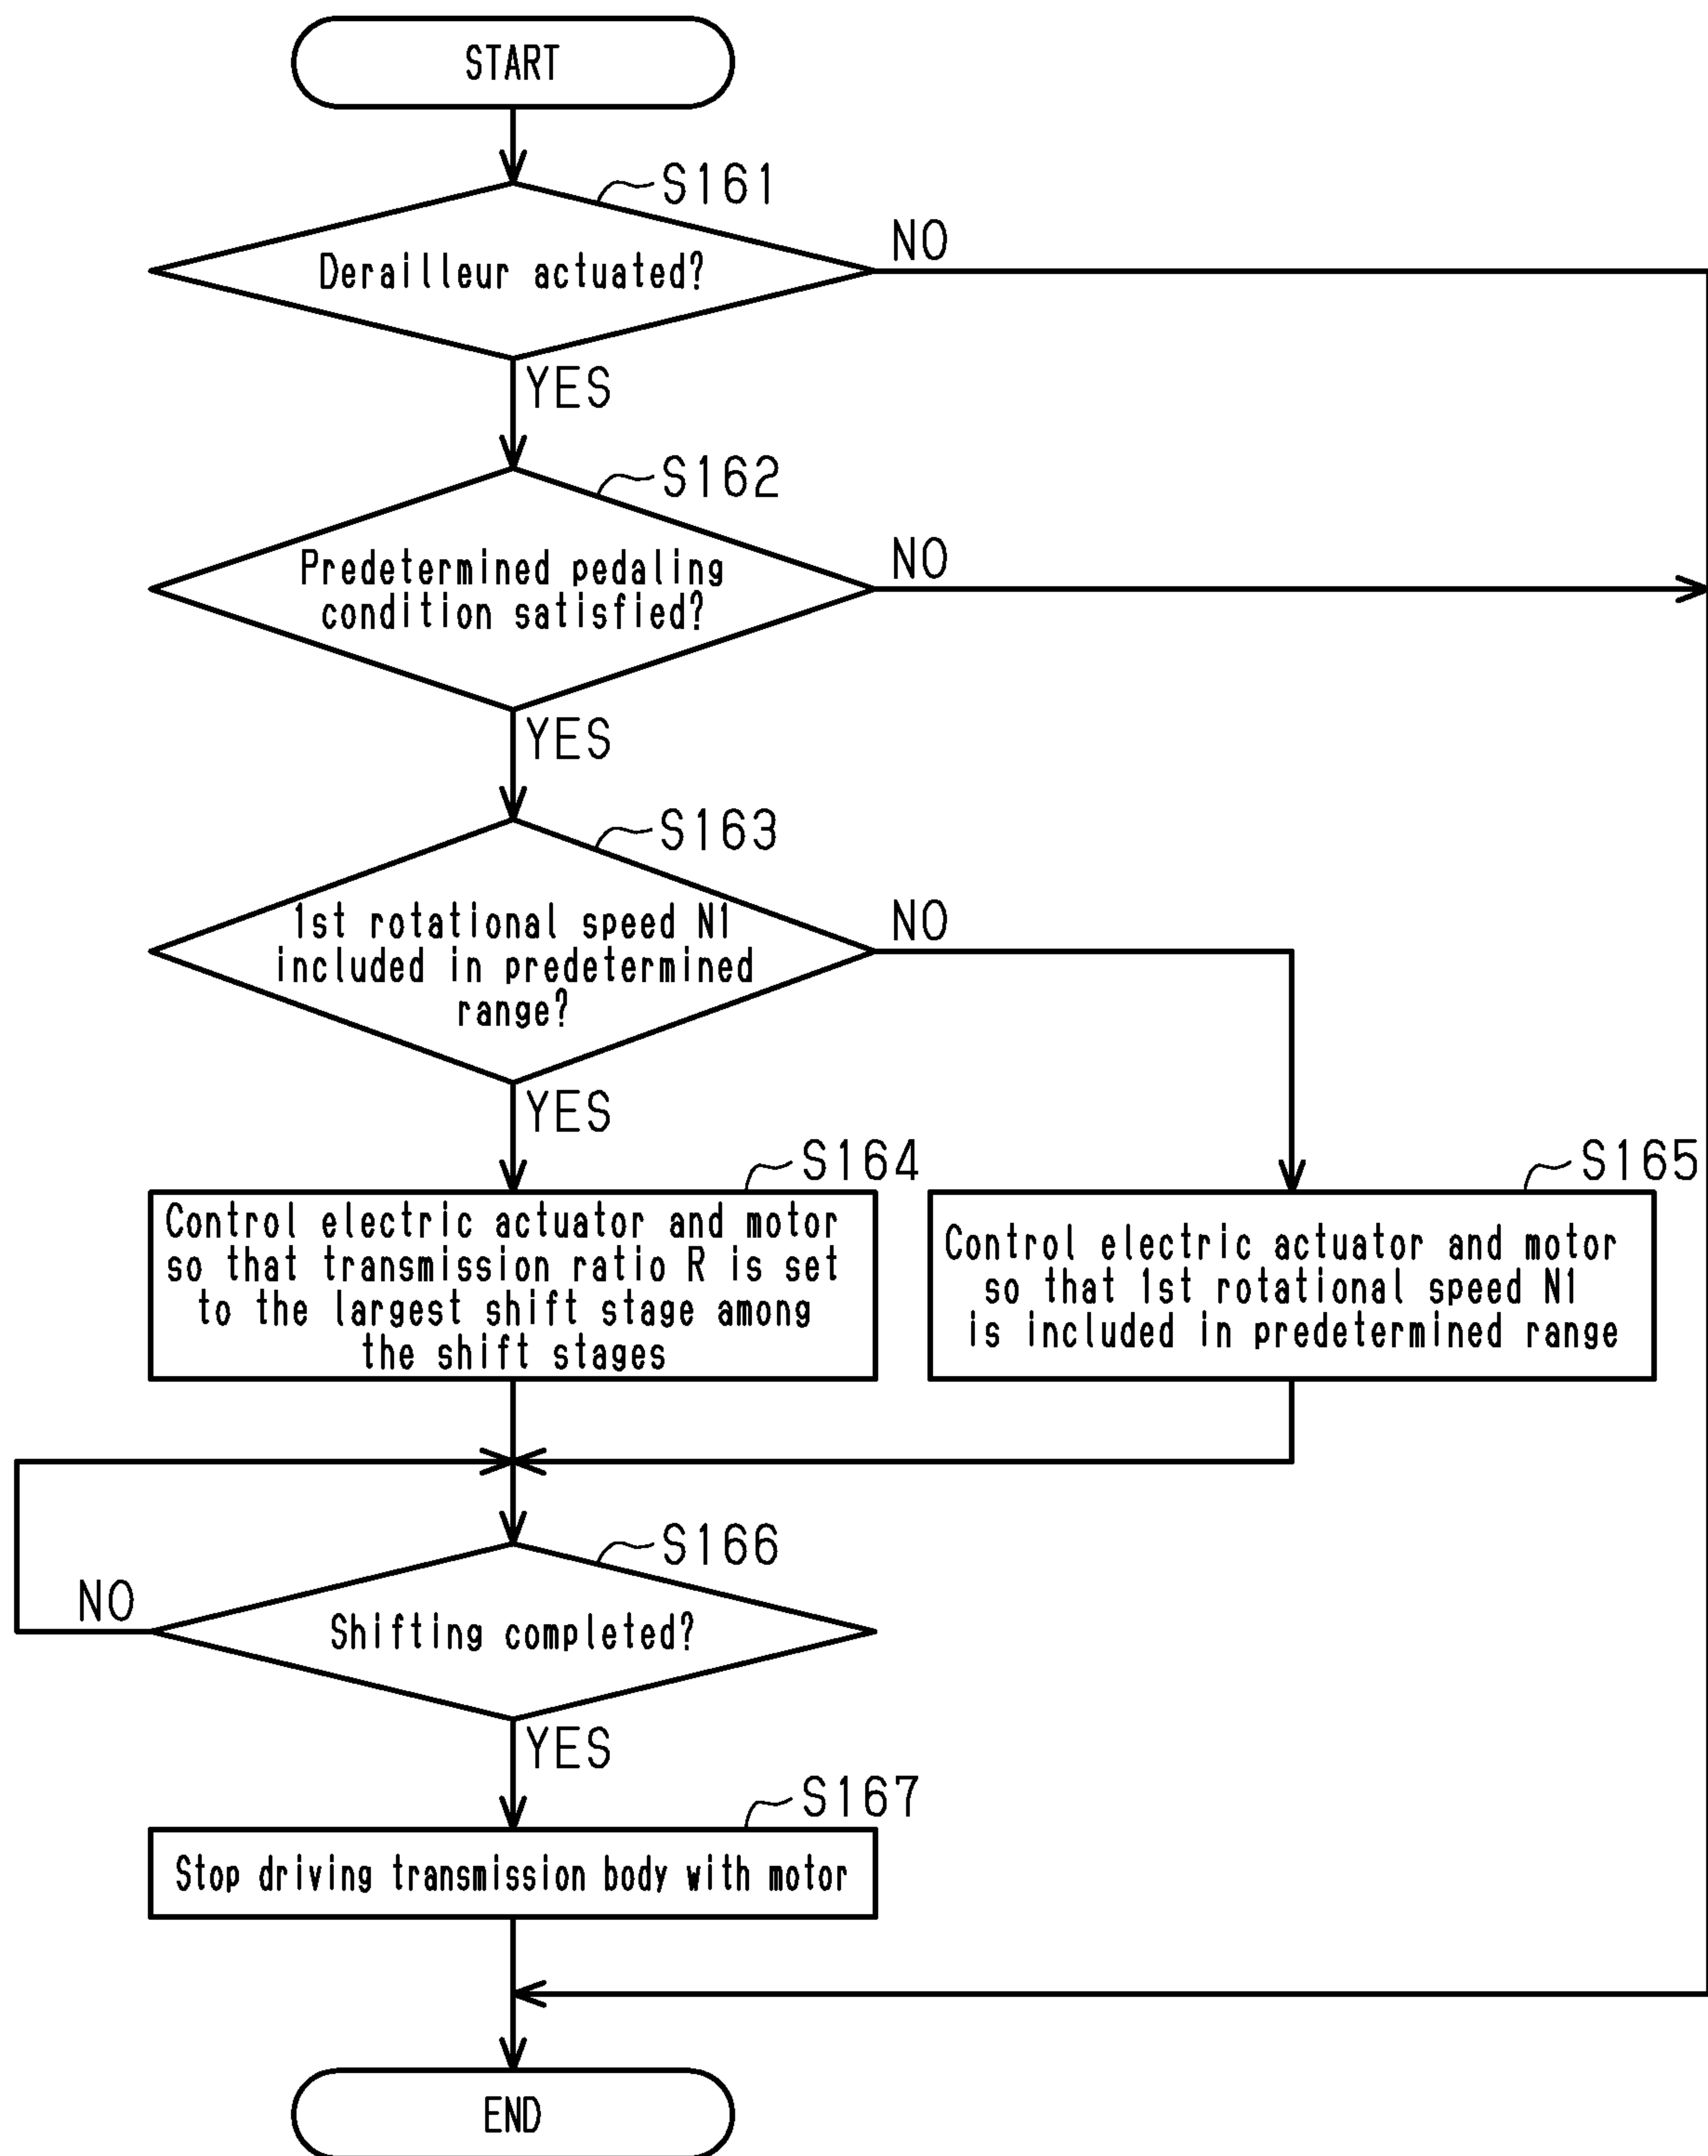 START
S161
Derailleur actuated?
NO
YES
S162
Predetermined pedaling
condition satisfied?
NO
YES
S163
1st rotational speed N1
included in predetermined
range?
NO
YES
S164
Control electric actuator and motor
so that transmission ratio R is set
to the largest shift stage among
the shift stages
S165
Control electric actuator and motor
so that 1st rotational speed N1
is included in predetermined range
S166
Shifting completed?
NO
YES
S167
Stop driving transmission body with motor
END